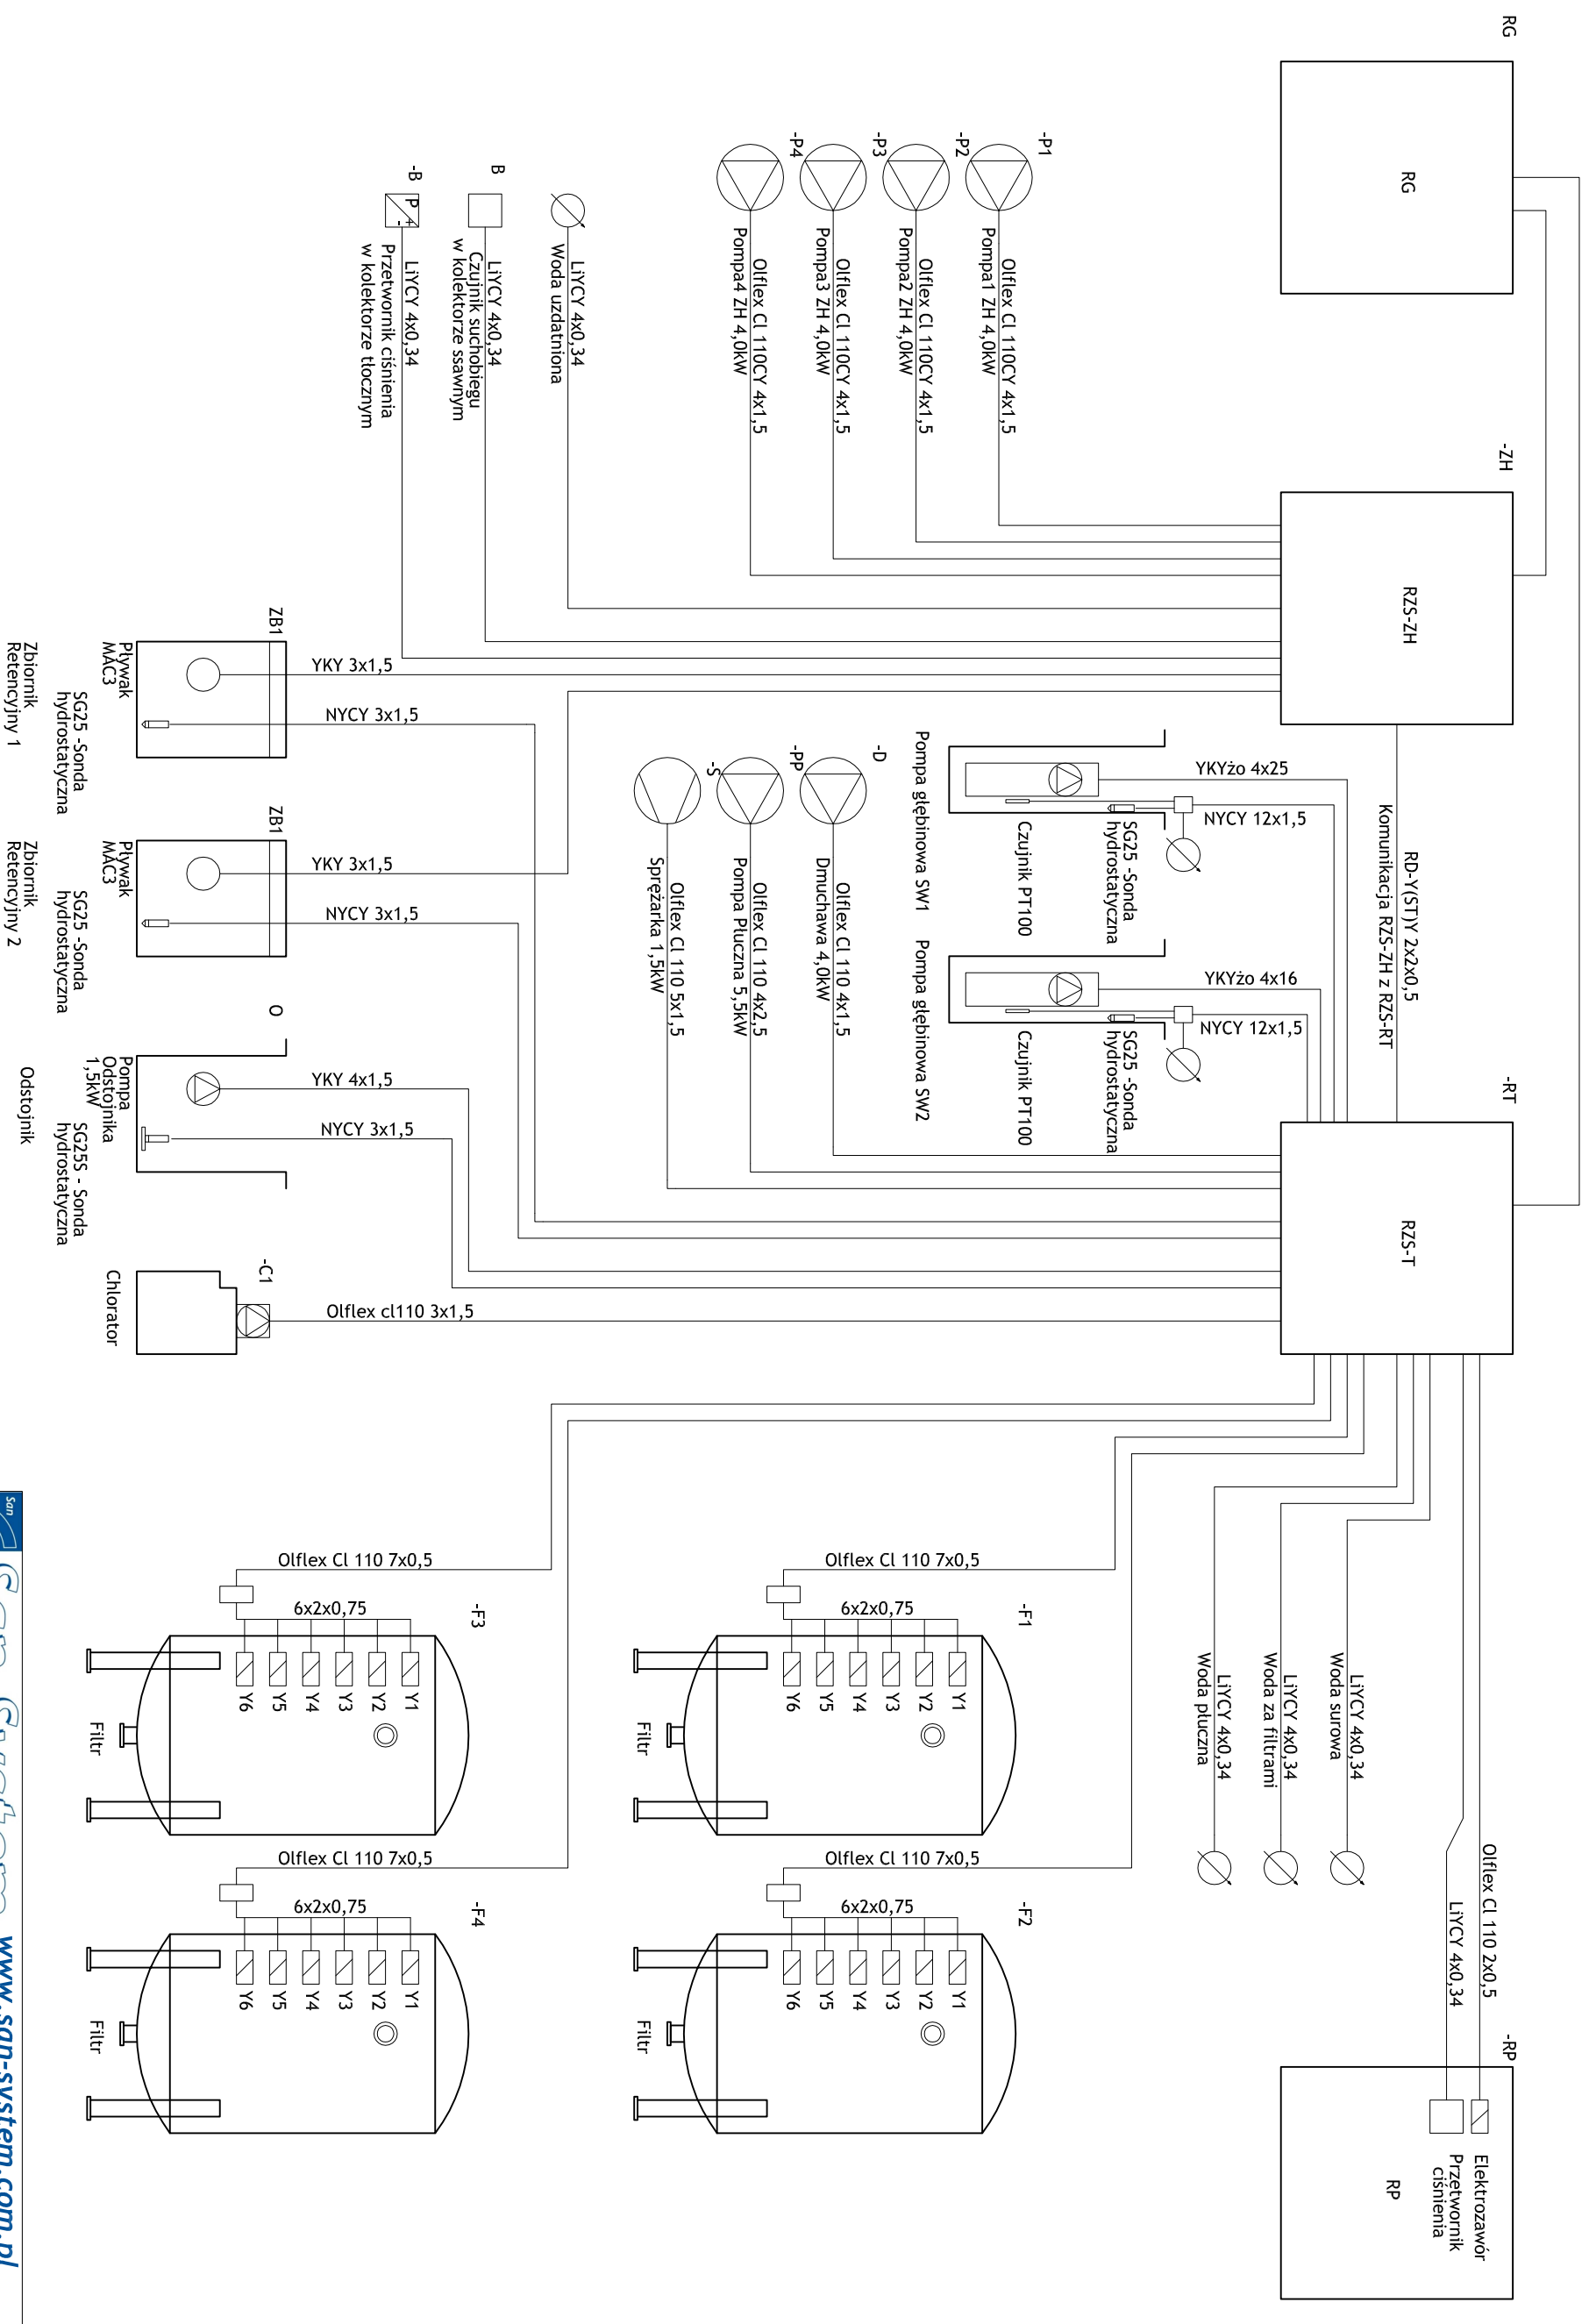 RG
RG
-ZH
RZS-ZH
-RT
RZS-T
-RP
RP
Elektrozawór
Przetwornik
ciśnienia
Olflex Cl 110 2x0,5
LiYCY 4x0,34
RD-Y(ST)Y 2x2x0,5
Komunikacja RZS-ZH z RZS-RT
-P1
Olflex Cl 110CY 4x1,5
Pompa1 ZH 4,0kW
-P2
Olflex Cl 110CY 4x1,5
Pompa2 ZH 4,0kW
-P3
Olflex Cl 110CY 4x1,5
Pompa3 ZH 4,0kW
-P4
Olflex Cl 110CY 4x1,5
Pompa4 ZH 4,0kW
LiYCY 4x0,34
Woda uzdatniona
B
LiYCY 4x0,34
Czujnik suchobiegu
w kolektorze ssawnym
-B
P
+
-
LiYCY 4x0,34
Przetwornik ciśnienia
w kolektorze tłocznym
YKYżo 4x25
NYCY 12x1,5
SG25 -Sonda
hydrostatyczna
Czujnik PT100
Pompa głębinowa SW1
YKYżo 4x16
NYCY 12x1,5
SG25 -Sonda
hydrostatyczna
Czujnik PT100
Pompa głębinowa SW2
-D
Olflex Cl 110 4x1,5
Dmuchawa 4,0kW
-PP
Olflex Cl 110 4x2,5
Pompa Płuczna 5,5kW
-S
Olflex Cl 110 5x1,5
Sprężarka 1,5kW
ZB1
YKY 3x1,5
NYCY 3x1,5
Pływak
MAC3
SG25 -Sonda
hydrostatyczna
Zbiornik
Retencyjny 1
ZB1
YKY 3x1,5
NYCY 3x1,5
Pływak
MAC3
SG25 -Sonda
hydrostatyczna
Zbiornik
Retencyjny 2
O
YKY 4x1,5
NYCY 3x1,5
Pompa
Odstojnika
1,5kW
SG25S - Sonda
hydrostatyczna
Odstojnik
-C1
Olflex cl110 3x1,5
Chlorator
LiYCY 4x0,34
Woda surowa
LiYCY 4x0,34
Woda za filtrami
LiYCY 4x0,34
Woda płuczna
-F1
Olflex Cl 110 7x0,5
6x2x0,75
Y1
Y2
Y3
Y4
Y5
Y6
Filtr
-F2
Olflex Cl 110 7x0,5
6x2x0,75
Y1
Y2
Y3
Y4
Y5
Y6
Filtr
-F3
Olflex Cl 110 7x0,5
6x2x0,75
Y1
Y2
Y3
Y4
Y5
Y6
Filtr
-F4
Olflex Cl 110 7x0,5
6x2x0,75
Y1
Y2
Y3
Y4
Y5
Y6
Filtr
San
San System www.san-system.com.pl